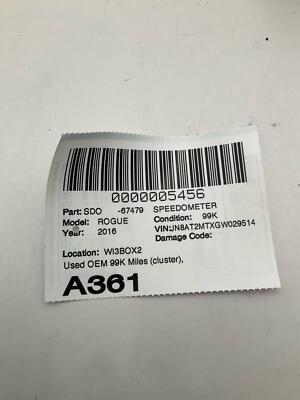 0000005456
Part: SDO -67479 SPEEDOMETER
Model: ROGUE Condition: 99K
Year: 2016 VIN:JN8AT2MTXGW029514
Damage Code:
Location: WI3BOX2
Used OEM 99K Miles (cluster),
A361